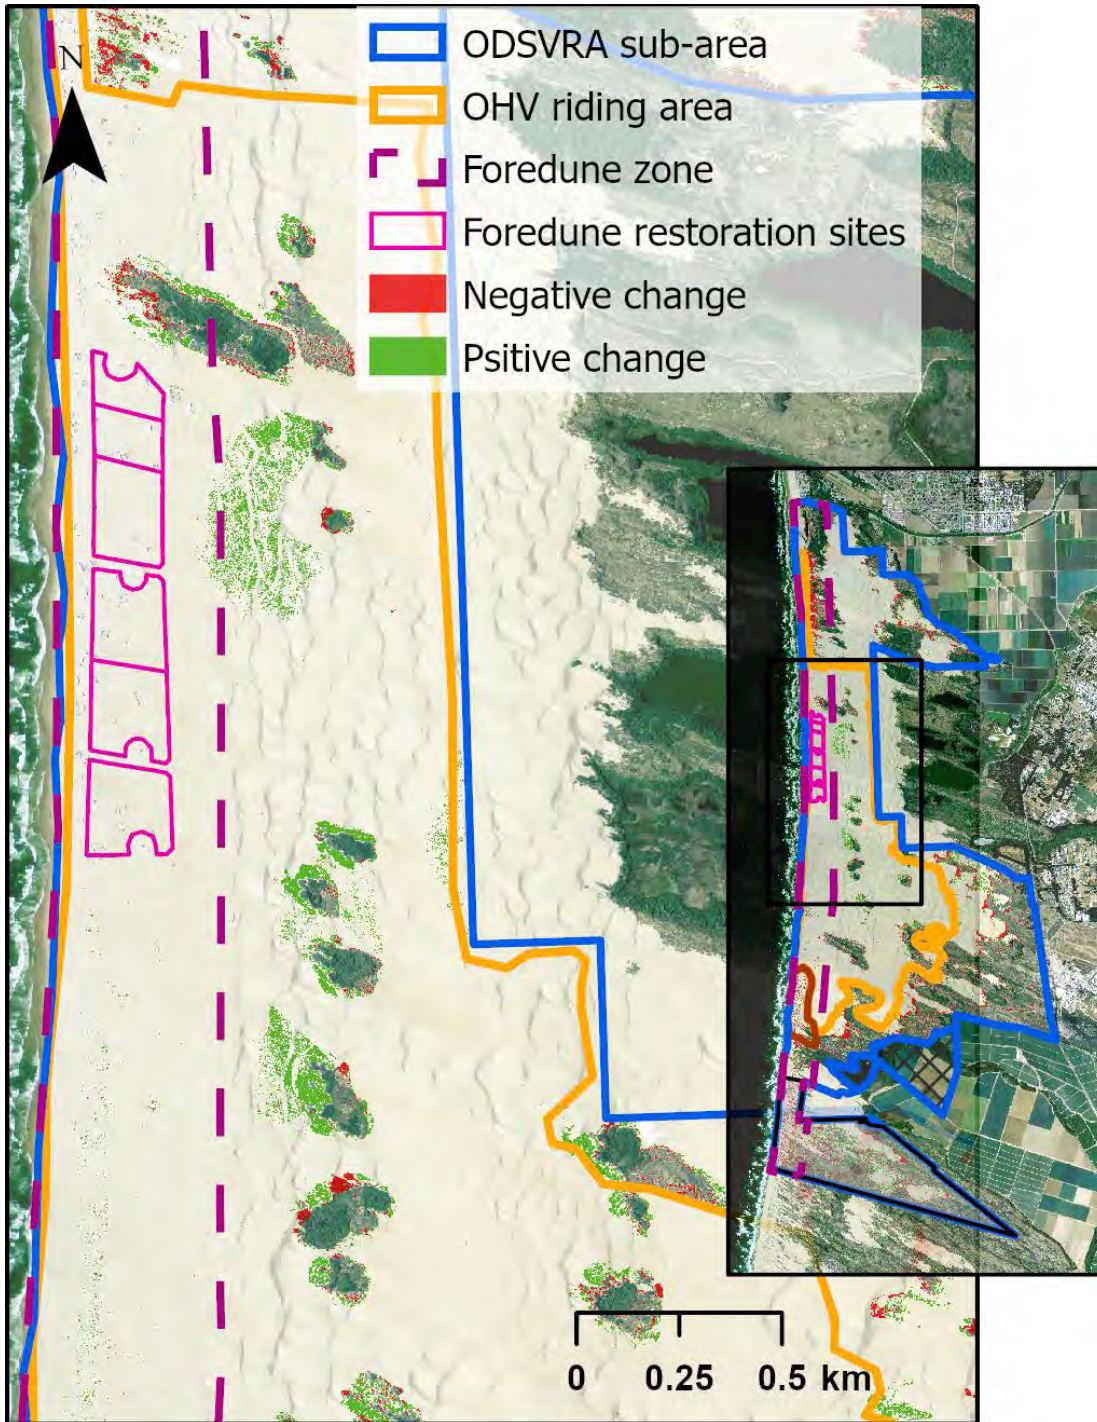 N
ODSVRA sub-area
OHV riding area
Foredune zone
Foredune restoration sites
Negative change
Psitive change
0 0.25 0.5 km